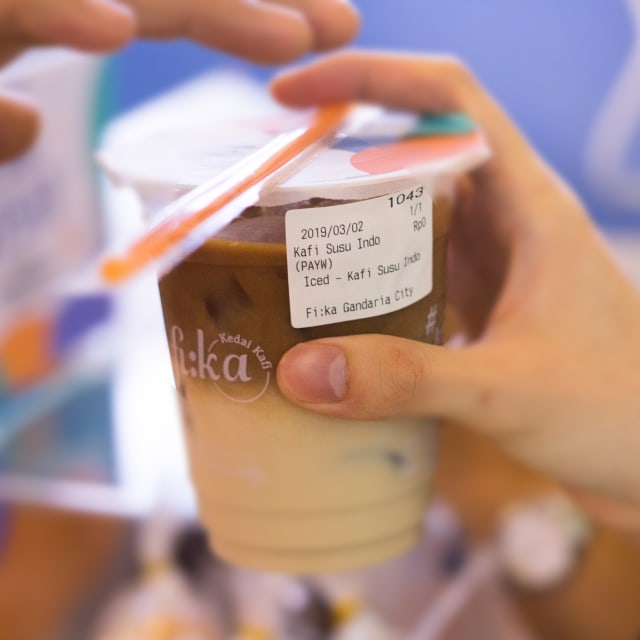 1043
2019/03/02
1/1
Kafi Susu Indo
Rp0
(PAYW)
Iced - Kafi Susu Indo
Fi:ka Gandaria City
Kedai Kafi
fi:ka
#